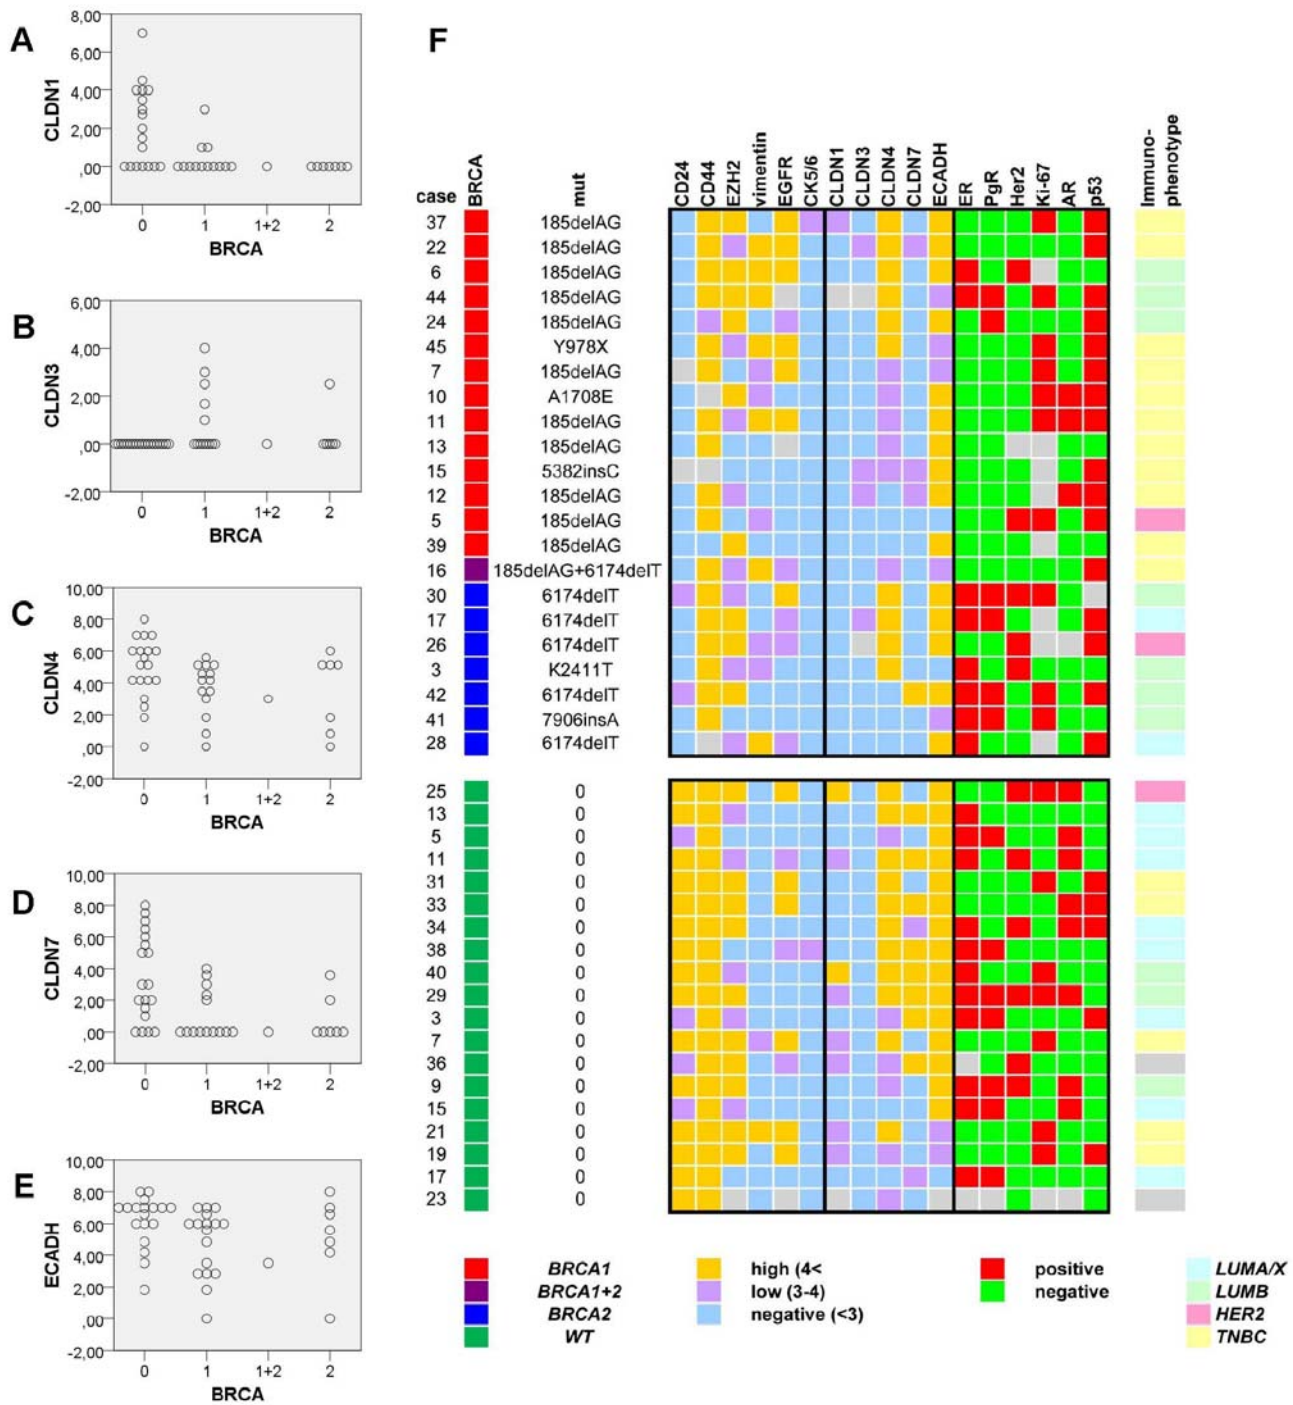 A
8,00
6,00
4,00
2,00
,00
-2,00
CLDN1
0 1 1+2 2
BRCA
B
6,00
4,00
2,00
,00
-2,00
CLDN3
0 1 1+2 2
BRCA
C
10,00
8,00
6,00
4,00
2,00
,00
-2,00
CLDN4
0 1 1+2 2
BRCA
D
10,00
8,00
6,00
4,00
2,00
,00
-2,00
CLDN7
0 1 1+2 2
BRCA
E
10,00
8,00
6,00
4,00
2,00
,00
-2,00
ECADH
0 1 1+2 2
BRCA
F
case BRCA mut CD24 CD44 EZH2 vimentin EGFR CK5/6 CLDN1 CLDN3 CLDN4 CLDN7 ECADH ER PgR Her2 Ki-67 AR p53 Immuno-
phenotype
37 185delAG
22 185delAG
6 185delAG
44 185delAG
24 185delAG
45 Y978X
7 185delAG
10 A1708E
11 185delAG
13 185delAG
15 5382insC
12 185delAG
5 185delAG
39 185delAG
16 185delAG+6174delT
30 6174delT
17 6174delT
26 6174delT
3 K2411T
42 6174delT
41 7906insA
28 6174delT
25 0
13 0
5 0
11 0
31 0
33 0
34 0
38 0
40 0
29 0
3 0
7 0
36 0
9 0
15 0
21 0
19 0
17 0
23 0
BRCA1 high (4< positive LUMA/X
BRCA1+2 low (3-4) negative LUMB
BRCA2 negative (<3) HER2
WT TNBC